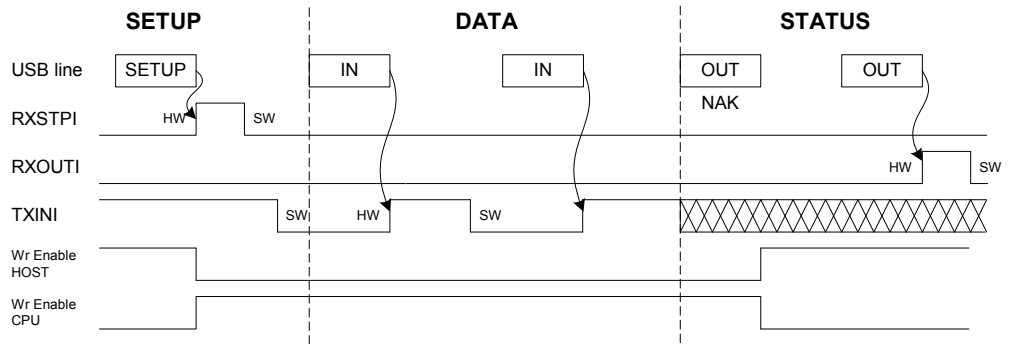 SETUP DATA STATUS
USB line SETUP IN IN OUT OUT
NAK
RXSTPI HW SW
RXOUTI HW SW
TXINI SW HW SW
Wr Enable
HOST
Wr Enable
CPU